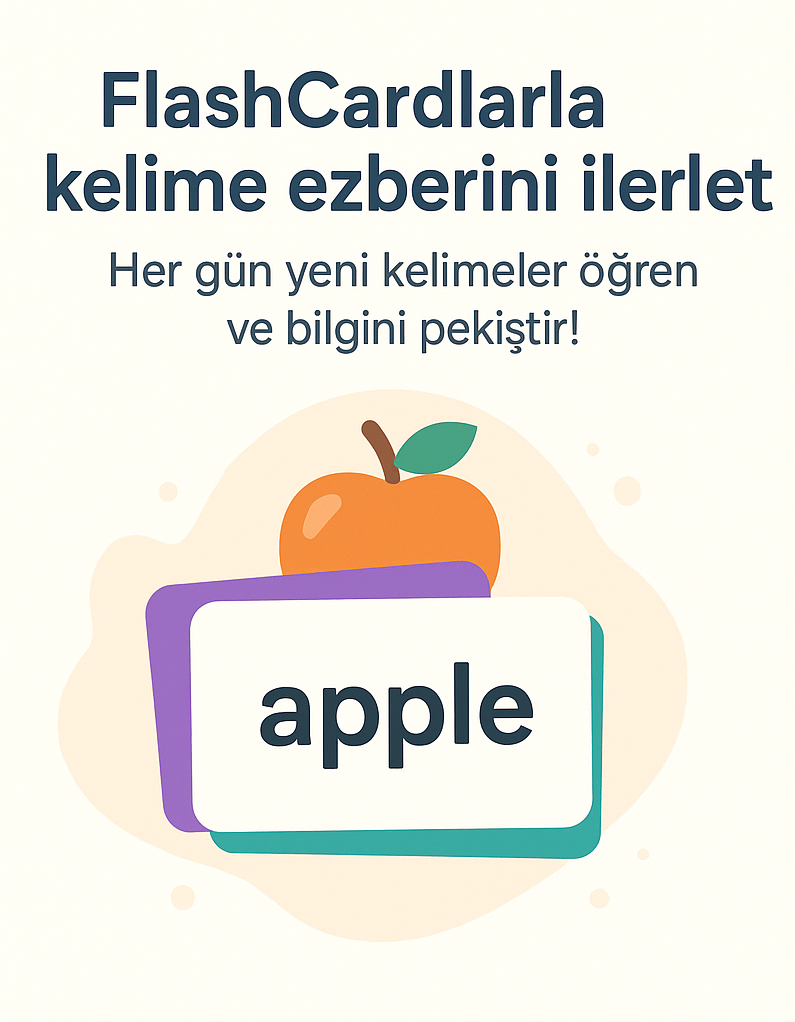 FlashCardlarla
kelime ezberini ilerlet
Her gün yeni kelimeler öğren
ve bilgini pekiştir!
apple